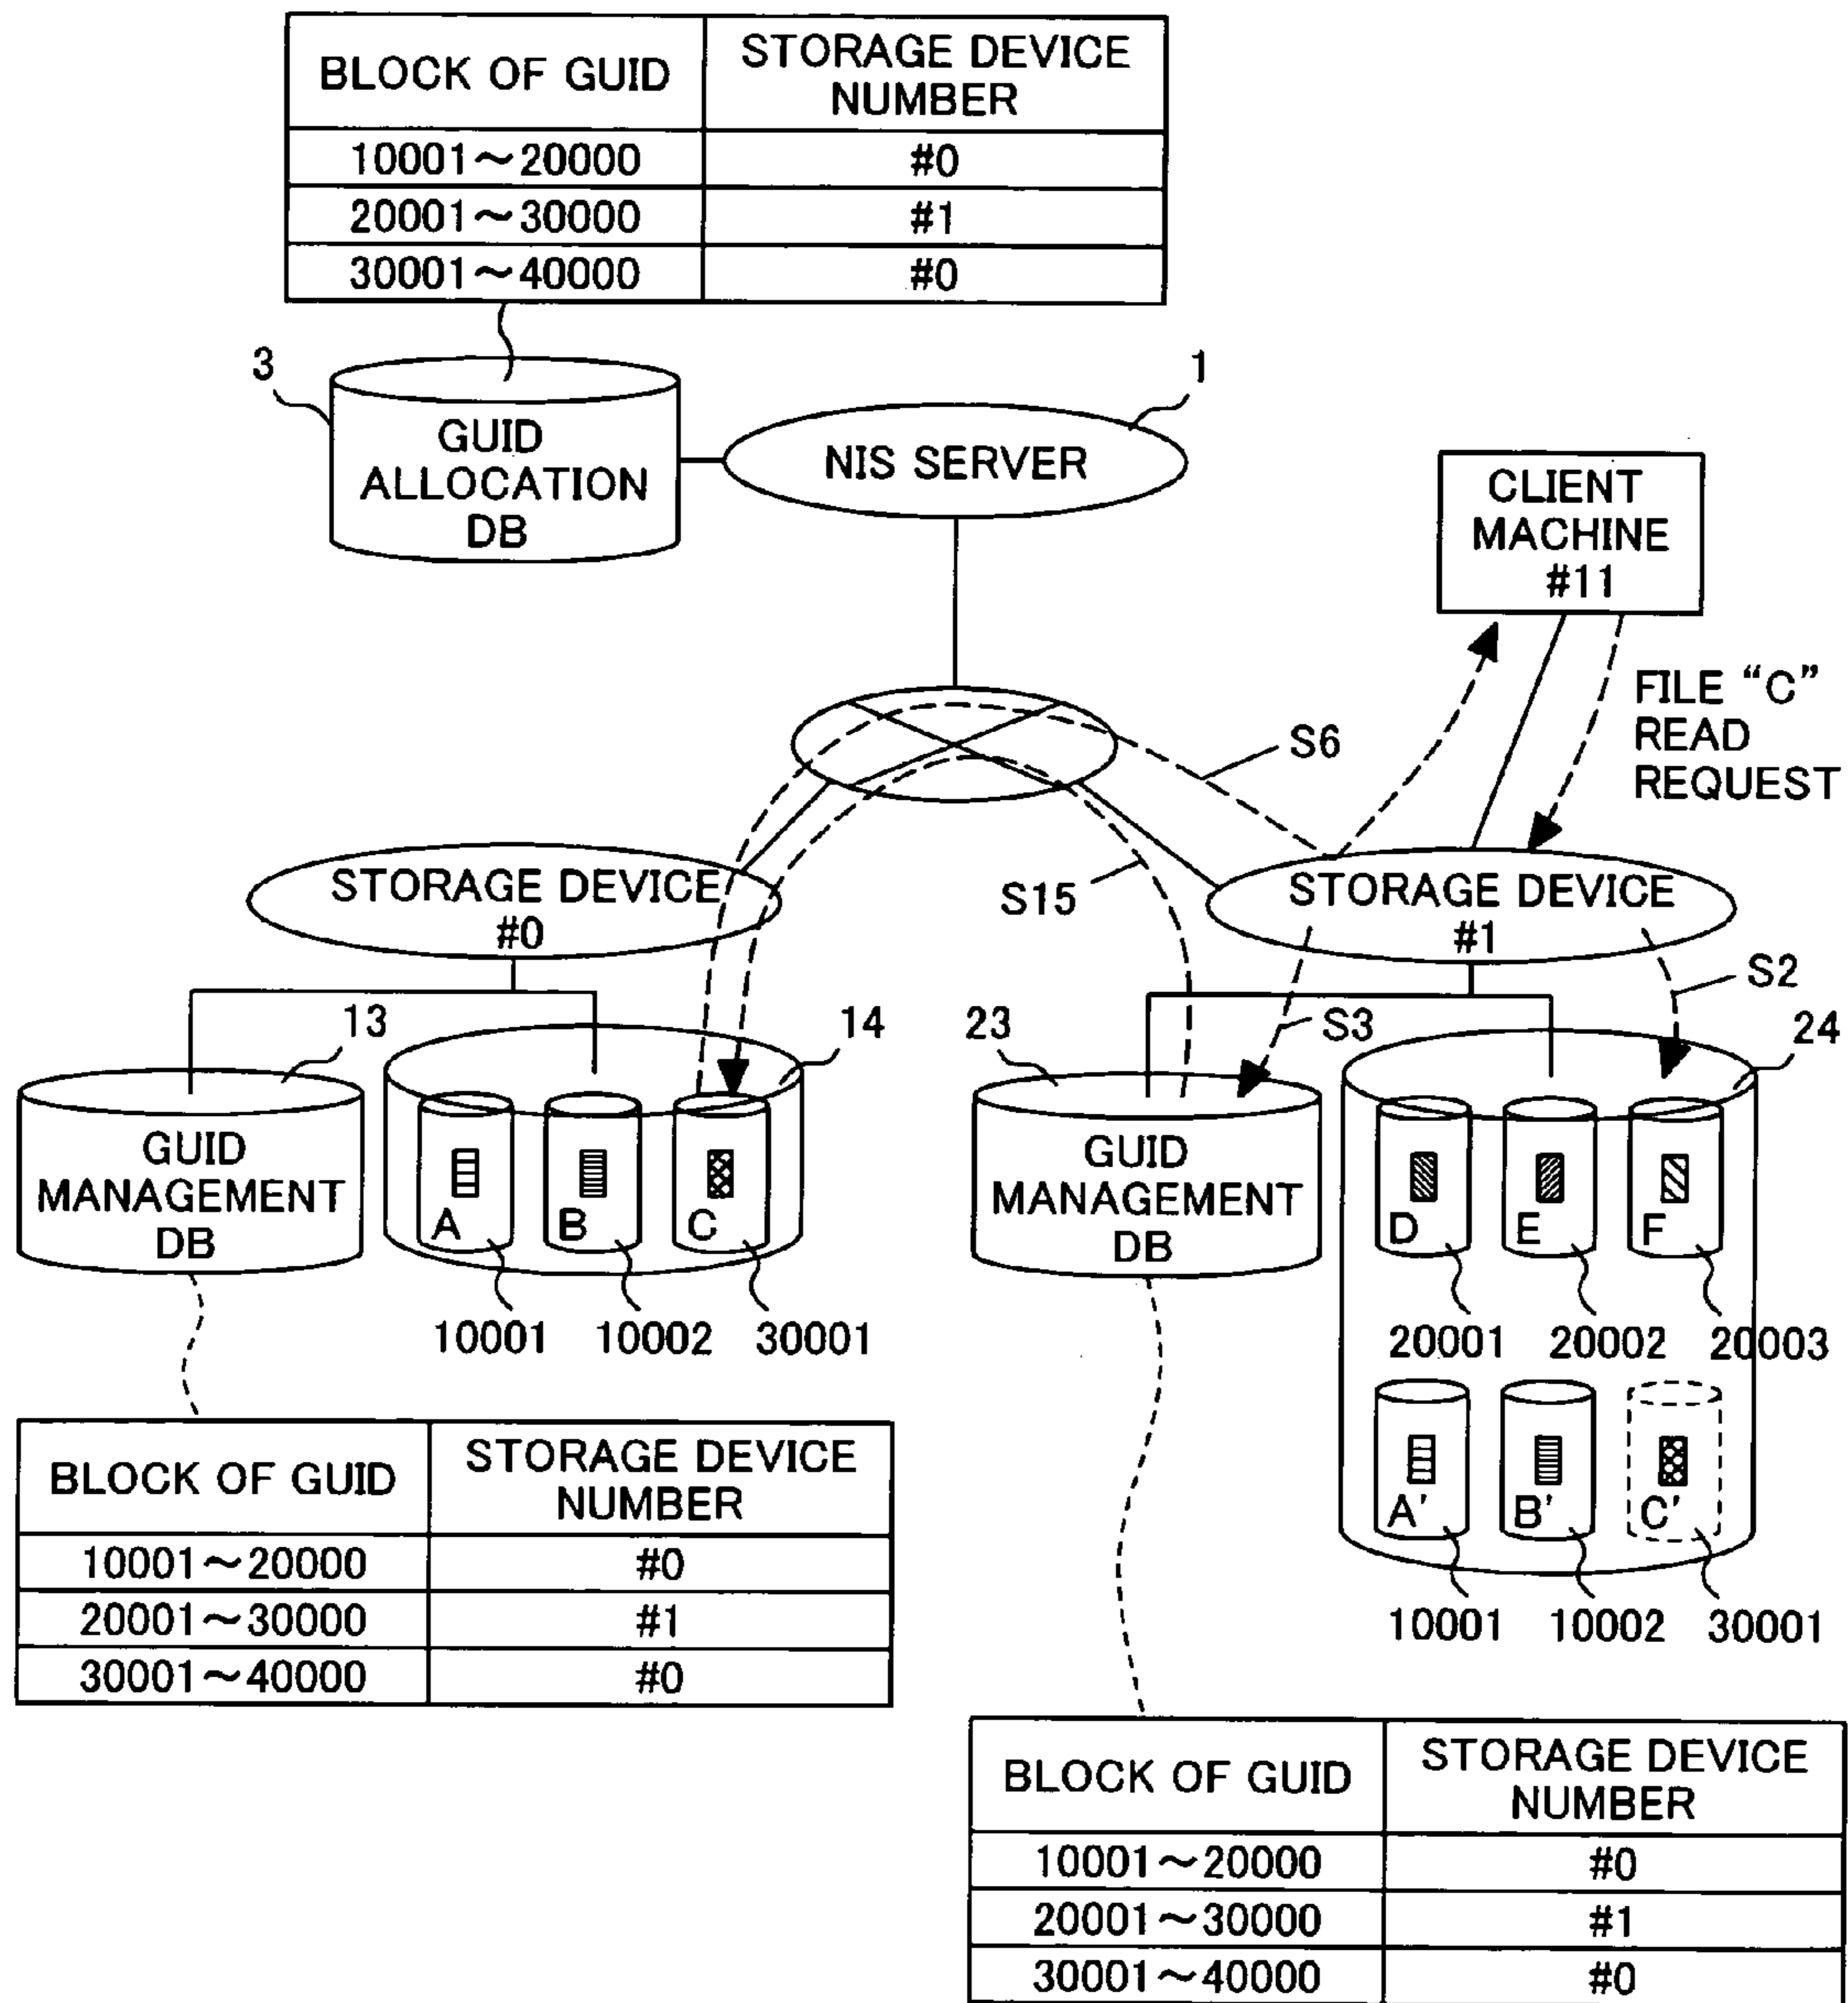 BLOCK OF GUID
STORAGE DEVICE
NUMBER
10001～20000
#0
20001～30000
#1
30001～40000
#0
3
GUID
ALLOCATION
DB
1
NIS SERVER
CLIENT
MACHINE
#11
FILE “C”
READ
REQUEST
S6
S15
STORAGE DEVICE
#0
STORAGE DEVICE
#1
S2
S3
13
14
23
24
GUID
MANAGEMENT
DB
A
B
C
10001
10002
30001
GUID
MANAGEMENT
DB
D
E
F
20001
20002
20003
A'
B'
C'
10001
10002
30001
BLOCK OF GUID
STORAGE DEVICE
NUMBER
10001～20000
#0
20001～30000
#1
30001～40000
#0
BLOCK OF GUID
STORAGE DEVICE
NUMBER
10001～20000
#0
20001～30000
#1
30001～40000
#0